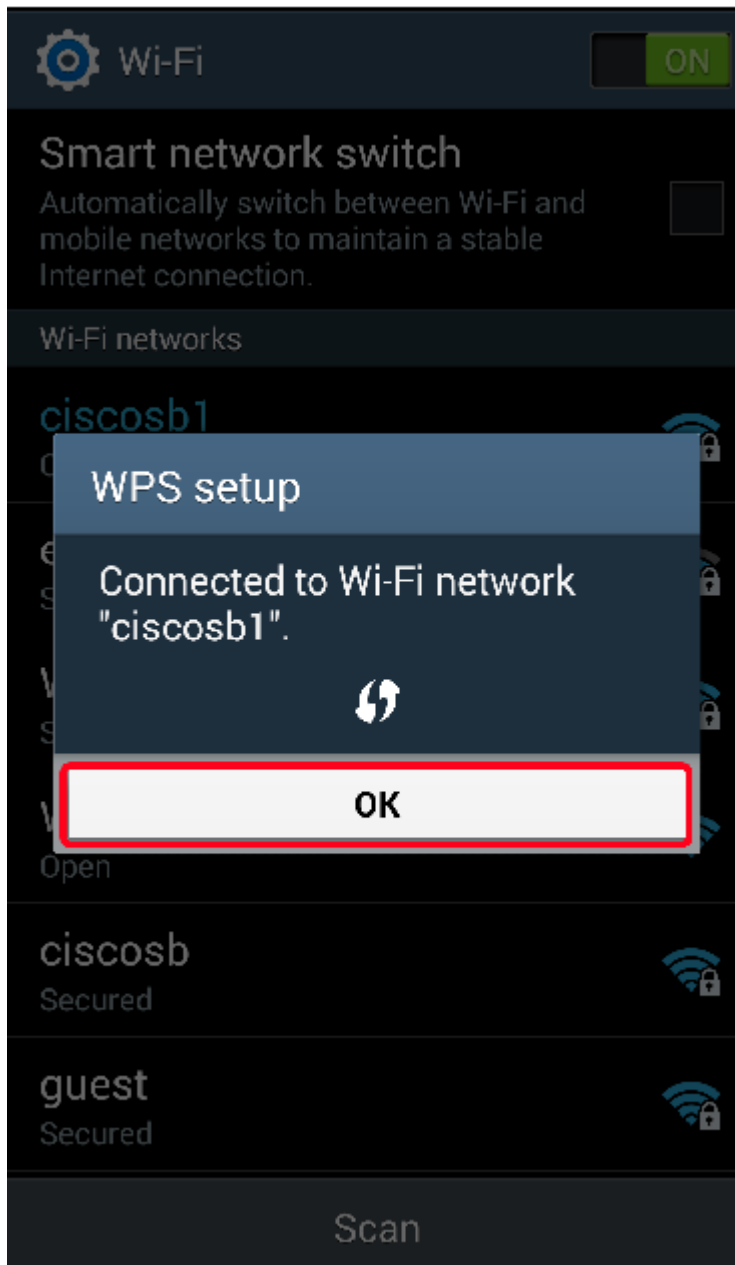 Wi-Fi
ON
Smart network switch
Automatically switch between Wi-Fi and
mobile networks to maintain a stable
Internet connection.
Wi-Fi networks
ciscosb1
WPS setup
Connected to Wi-Fi network
"ciscosb1".
OK
Open
ciscosb
Secured
guest
Secured
Scan